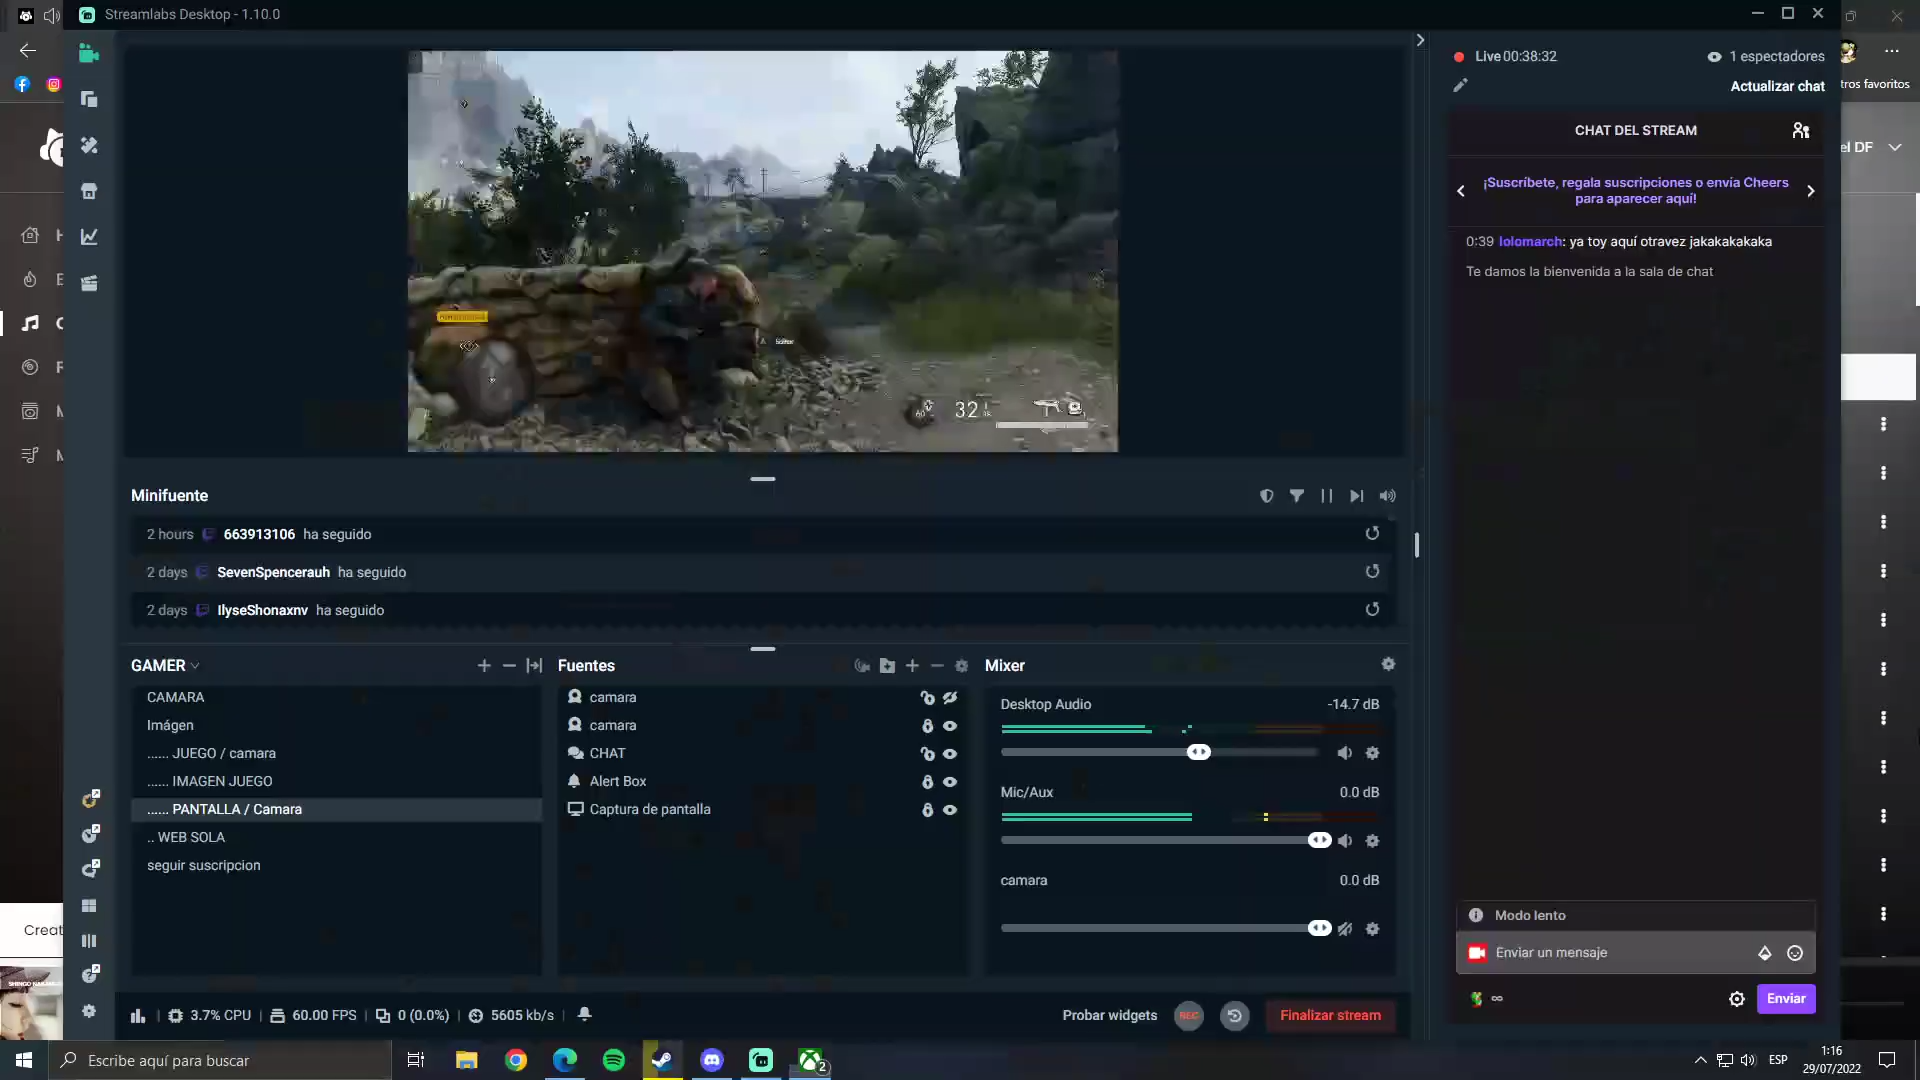 Streamlabs Desktop - 1.10.0
Live 00:38:32
1 espectadores
tros favoritos
Actualizar chat
CHAT DEL STREAM
el DF
¡Suscríbete, regala suscripciones o envía Cheers
para aparecer aquí!
0:39 lolomarch: ya toy aquí otravez jakakakakaka
Te damos la bienvenida a la sala de chat
Saltar
32
Minifuente
2 hours 663913106 ha seguido
2 days SevenSpencerauh ha seguido
2 days IlyseShonaxnv ha seguido
GAMER
CAMARA
Imágen
...... JUEGO / camara
...... IMAGEN JUEGO
...... PANTALLA / Camara
.. WEB SOLA
seguir suscripcion
Fuentes
camara
camara
CHAT
Alert Box
Captura de pantalla
Mixer
Desktop Audio -14.7 dB
Mic/Aux 0.0 dB
camara 0.0 dB
Modo lento
Enviar un mensaje
Enviar
Creat
3.7% CPU
60.00 FPS
0 (0.0%)
5605 kb/s
Probar widgets
REC
Finalizar stream
Escribe aquí para buscar
2
ESP
1:16
29/07/2022